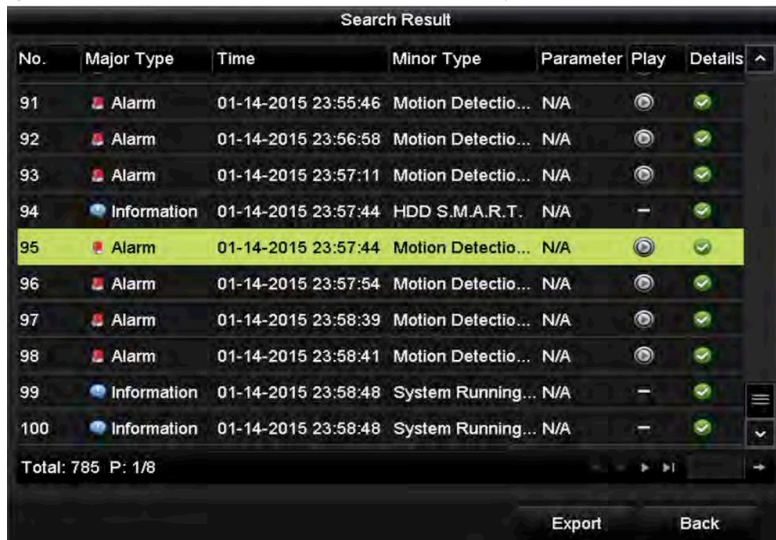 Search Result
No. Major Type Time Minor Type Parameter Play Details
91 Alarm 01-14-2015 23:55:46 Motion Detectio... N/A
92 Alarm 01-14-2015 23:56:58 Motion Detectio... N/A
93 Alarm 01-14-2015 23:57:11 Motion Detectio... N/A
94 Information 01-14-2015 23:57:44 HDD S.M.A.R.T. N/A –
95 Alarm 01-14-2015 23:57:44 Motion Detectio... N/A
96 Alarm 01-14-2015 23:57:54 Motion Detectio... N/A
97 Alarm 01-14-2015 23:58:39 Motion Detectio... N/A
98 Alarm 01-14-2015 23:58:41 Motion Detectio... N/A
99 Information 01-14-2015 23:58:48 System Running... N/A –
100 Information 01-14-2015 23:58:48 System Running... N/A –
Total: 785 P: 1/8
Export Back